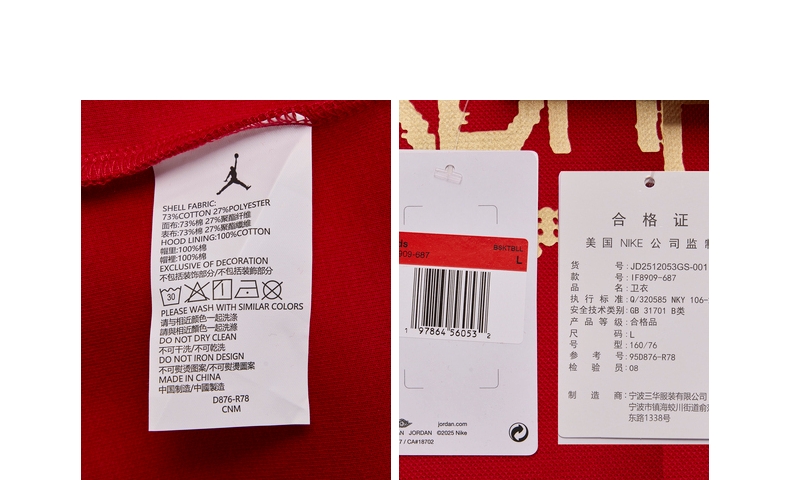 SHELL FABRIC:
73%COTTON 27%POLYESTER
面布:73%棉 27%聚酯纤维
表布:73%棉 27%聚酯纖維
HOOD LINING:100%COTTON
帽里:100%棉
帽裡:100%棉
EXCLUSIVE OF DECORATION
不包括装饰部分/不包括裝飾部分
30
PLEASE WASH WITH SIMILAR COLORS
请与相近颜色一起洗涤
請與相近顏色一起洗滌
DO NOT DRY CLEAN
不可干洗/不可乾洗
DO NOT IRON DESIGN
不可熨烫图案/不可熨燙圖案
MADE IN CHINA
中国制造/中國製造
D876-R78
CNM
L
909-687
1 97864 56053 2
jordan.com
JORDAN ©2025 Nike
7 / CA#18702
合格证
美国 NIKE 公司监制
货号:JD2512053GS-001
款号:IF8909-687
品名:卫衣
执行标准:Q/320585 NKY 106-
安全技术类别:GB 31701 B类
产品等级:合格品
尺码:L
号型:160/76
参考号:95D876-R78
检验员:08
制造商:宁波三华服装有限公司
宁波市镇海蛟川街道俞
东路1338号